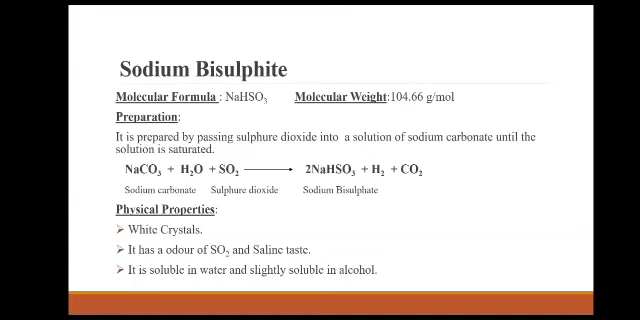 Sodium Bisulphite
Molecular Formula : NaHSO₃ Molecular Weight:104.66 g/mol
Preparation:
It is prepared by passing sulphure dioxide into a solution of sodium carbonate until the
solution is saturated.
NaCO₃ + H₂O + SO₂ ⟶ 2NaHSO₃ + H₂ + CO₂
Sodium carbonate Sulphure dioxide Sodium Bisulphate
Physical Properties:
➢ White Crystals.
➢ It has a odour of SO₂ and Saline taste.
➢ It is soluble in water and slightly soluble in alcohol.